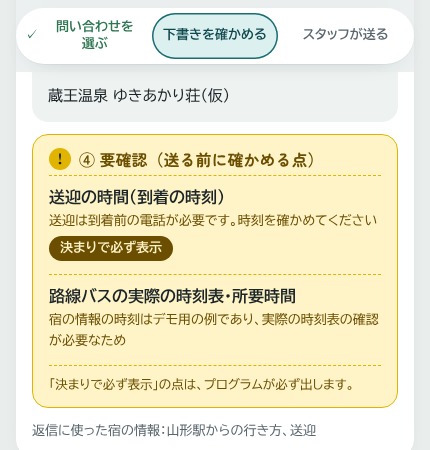 ✓ 問い合わせを
選ぶ
下書きを確かめる
スタッフが送る
蔵王温泉 ゆきあかり荘（仮）
! ④ 要確認（送る前に確かめる点）
送迎の時間（到着の時刻）
送迎は到着前の電話が必要です。時刻を確かめてください
決まりで必ず表示
路線バスの実際の時刻表・所要時間
宿の情報の時刻はデモ用の例であり、実際の時刻表の確認
が必要なため
「決まりで必ず表示」の点は、プログラムが必ず出します。
返信に使った宿の情報：山形駅からの行き方、送迎